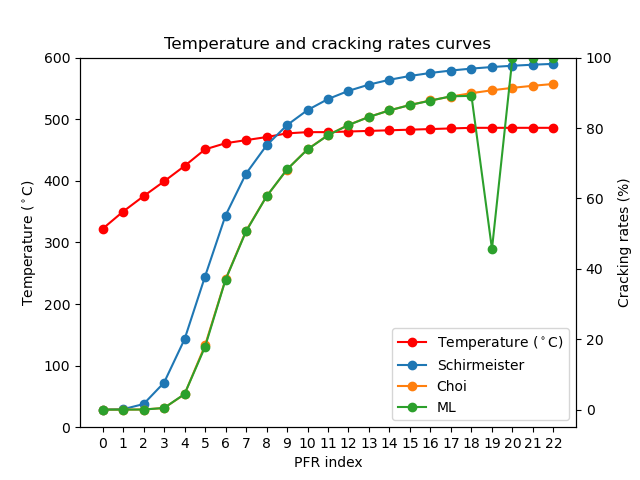 Temperature and cracking rates curves
600
500
400
300
200
100
0
Temperature (°C)
100
80
60
40
20
0
Cracking rates (%)
Temperature (°C)
Schirmeister
Choi
ML
0 1 2 3 4 5 6 7 8 9 10 11 12 13 14 15 16 17 18 19 20 21 22
PFR index